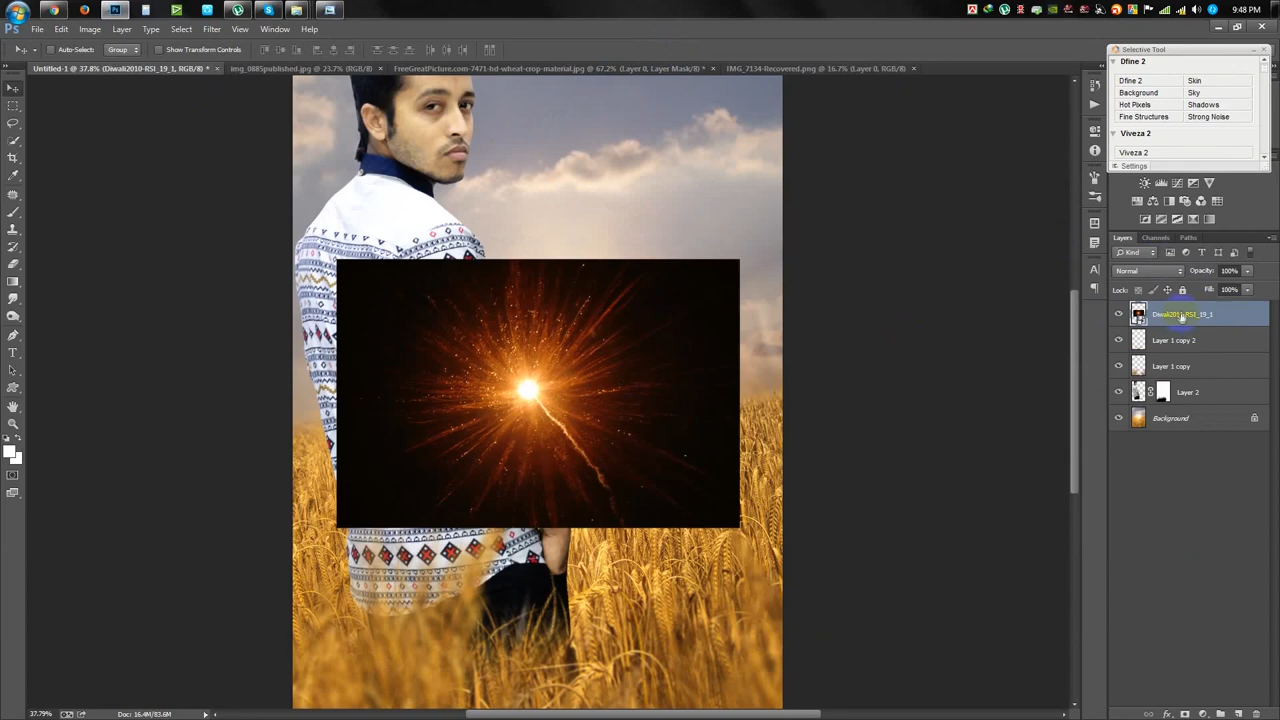 9:48 PM
Ps File Edit Image Layer Type Select Filter View Window Help
Auto-Select: Group Show Transform Controls
Untitled-1 @ 37.8% (Diwali2010-RSI_19_1, RGB/8) * × img_0885published.jpg @ 23.7% (RGB/8) × FreeGreatPicture.com-7471-hd-wheat-crop-material.jpg @ 67.2% (Layer 0, Layer Mask/8) * × IMG_7134-Recovered.png @ 16.7% (Layer 0, RGB/8) ×
Selective Tool
Dfine 2
Dfine 2 Skin
Background Sky
Hot Pixels Shadows
Fine Structures Strong Noise
Viveza 2
Viveza 2
Settings
Layers Channels Paths
Kind
Normal Opacity: 100%
Lock: Fill: 100%
Diwali2010-RSI_19_1
Layer 1 copy 2
Layer 1 copy
Layer 2
Background
37.79% Doc: 16.4M/83.6M